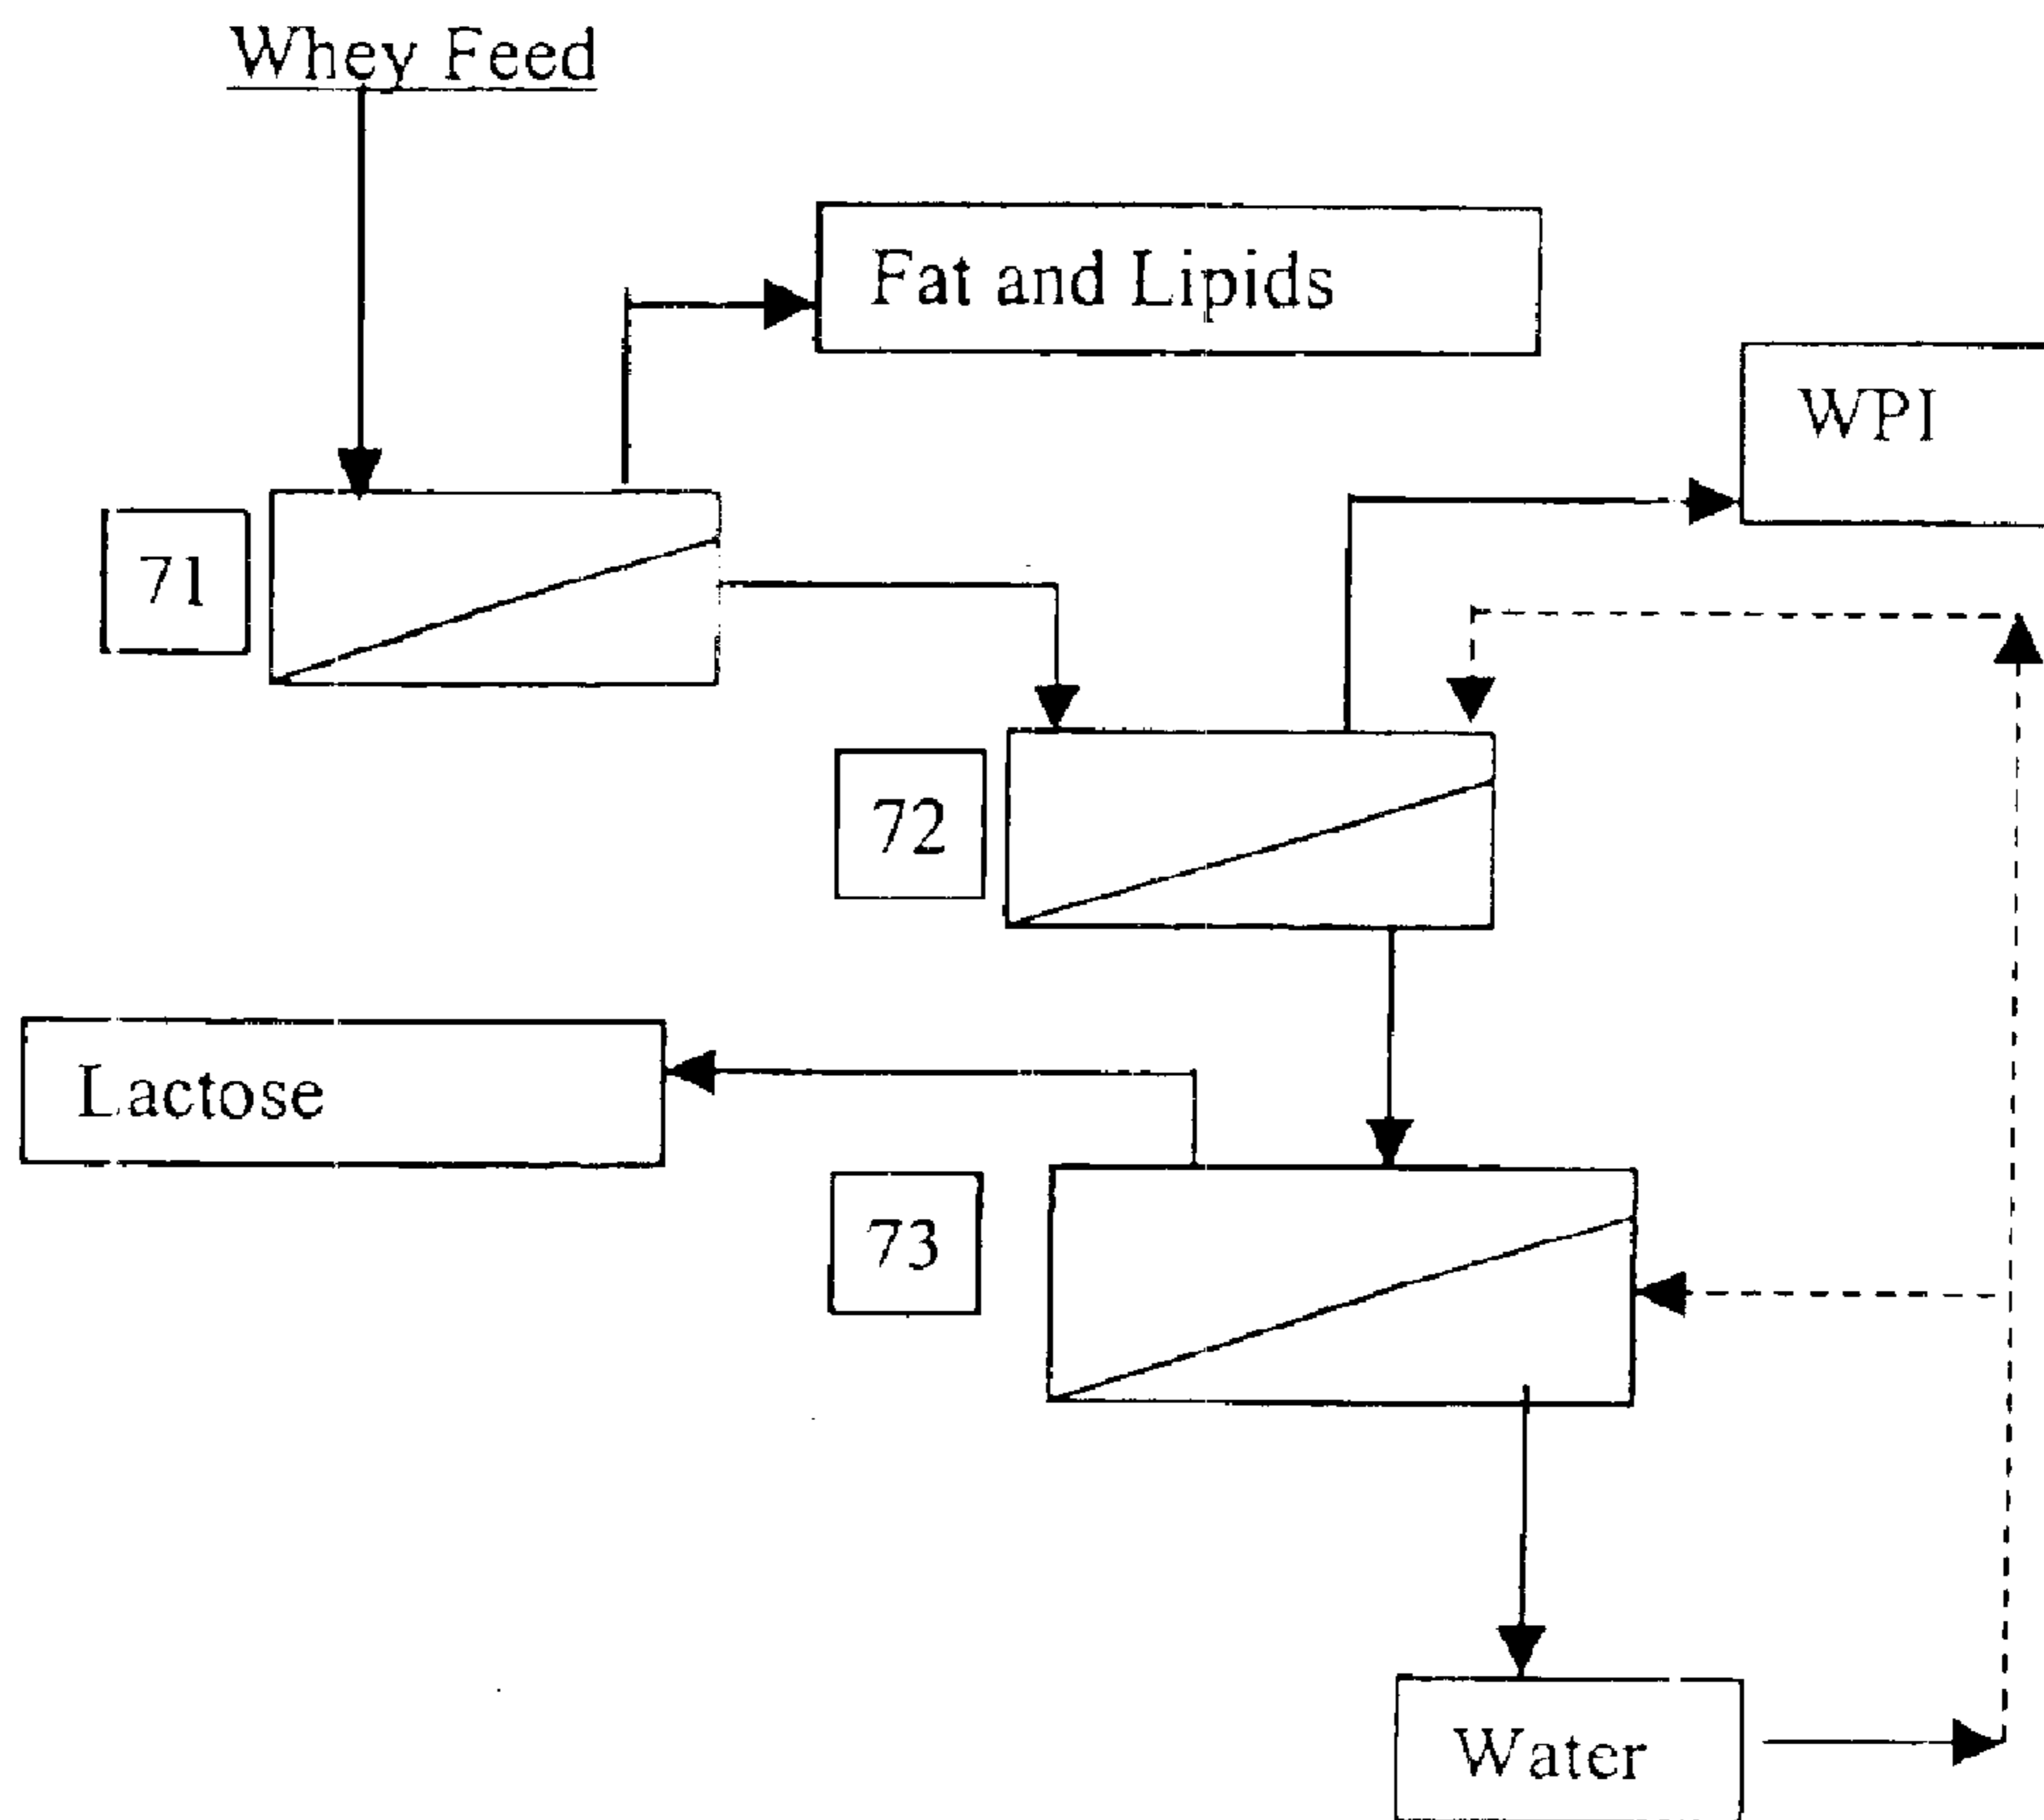 Whey Feed
Fat and Lipids
WPI
71
72
Lactose
73
Water